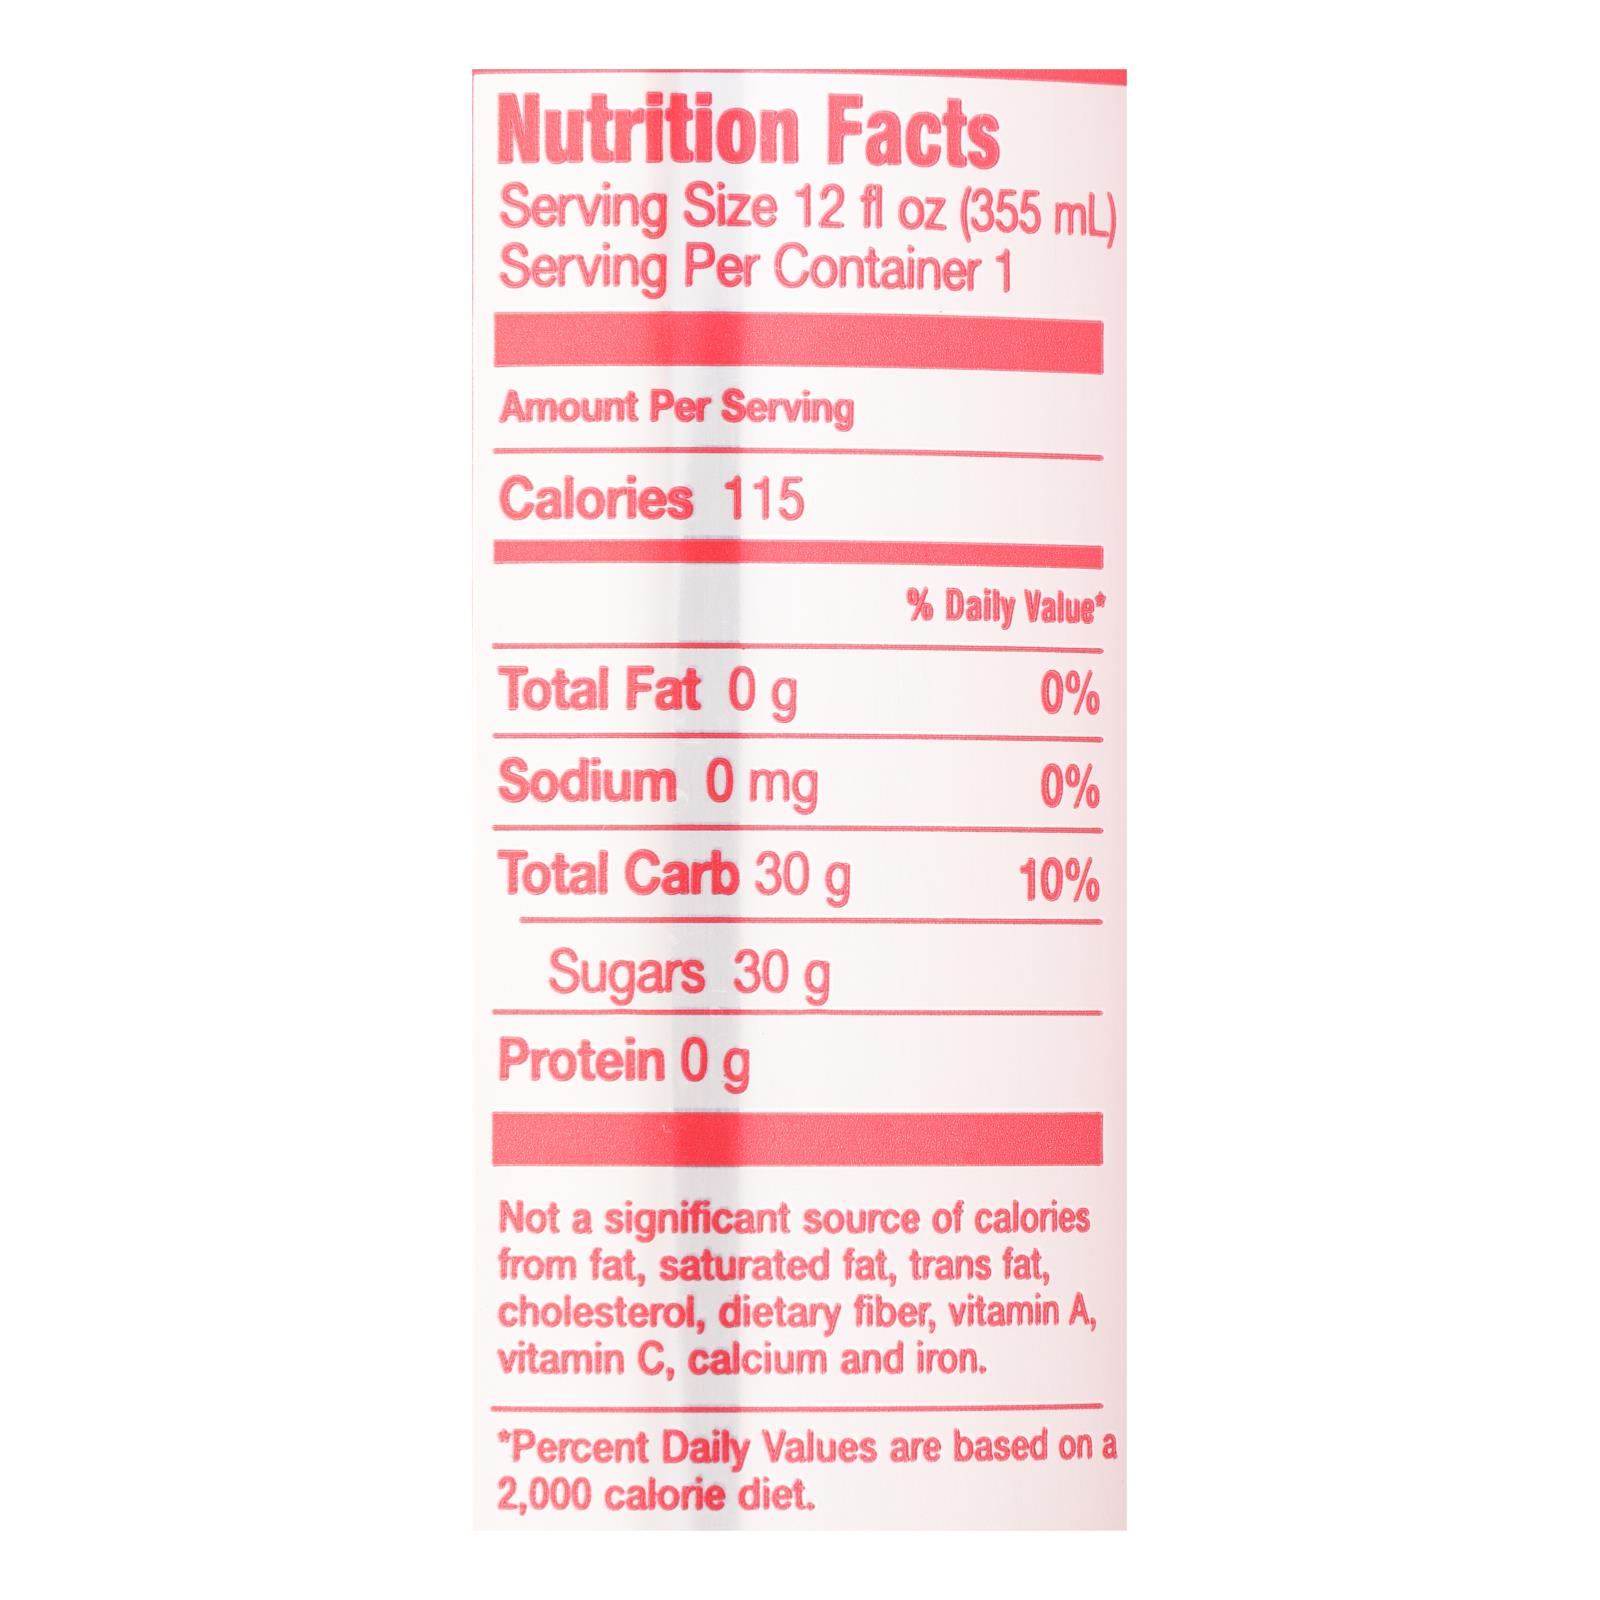 Nutrition Facts
Serving Size 12 fl oz (355 mL)
Serving Per Container 1
Amount Per Serving
Calories 115
% Daily Value*
Total Fat 0 g 0%
Sodium 0 mg 0%
Total Carb 30 g 10%
Sugars 30 g
Protein 0 g
Not a significant source of calories
from fat, saturated fat, trans fat,
cholesterol, dietary fiber, vitamin A,
vitamin C, calcium and iron.
*Percent Daily Values are based on a
2,000 calorie diet.